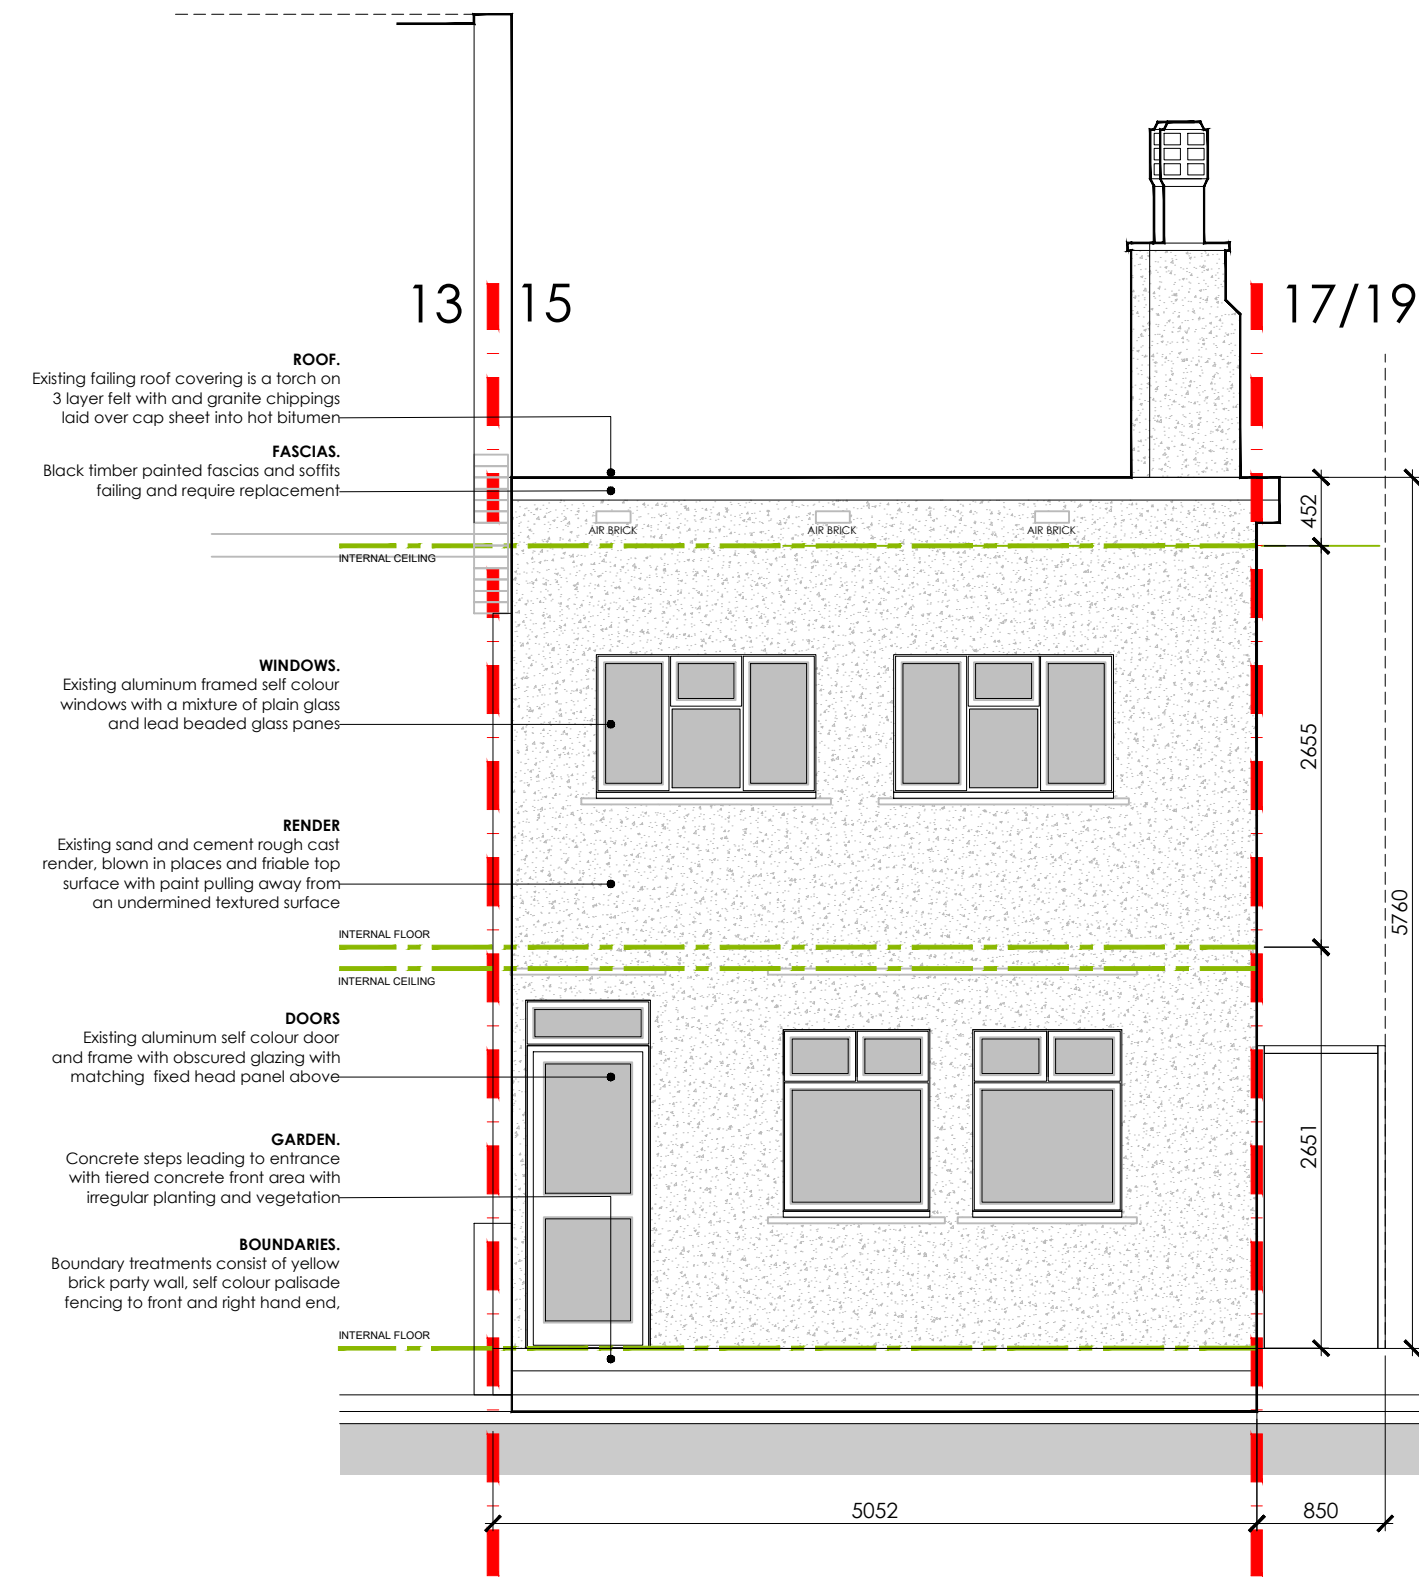 13
15
17/19
ROOF.
Existing failing roof covering is a torch on
3 layer felt with and granite chippings
laid over cap sheet into hot bitumen
FASCIAS.
Black timber painted fascias and soffits
failing and require replacement
AIR BRICK
AIR BRICK
AIR BRICK
452
INTERNAL CEILING
WINDOWS.
Existing aluminum framed self colour
windows with a mixture of plain glass
and lead beaded glass panes
2655
RENDER
Existing sand and cement rough cast
render, blown in places and friable top
surface with paint pulling away from
an undermined textured surface
5760
INTERNAL FLOOR
INTERNAL CEILING
DOORS
Existing aluminum self colour door
and frame with obscured glazing with
matching fixed head panel above
2651
GARDEN.
Concrete steps leading to entrance
with tiered concrete front area with
irregular planting and vegetation
BOUNDARIES.
Boundary treatments consist of yellow
brick party wall, self colour palisade
fencing to front and right hand end,
INTERNAL FLOOR
5052
850